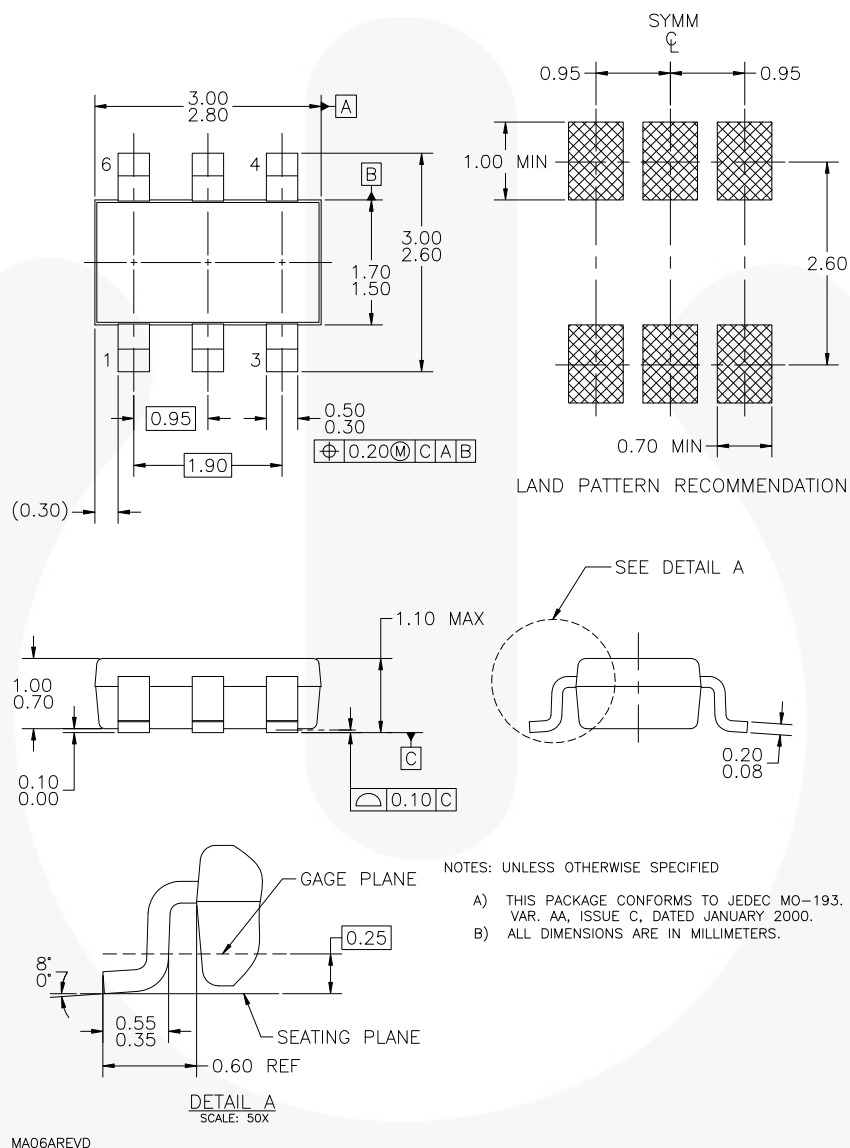 SYMM
℄
0.95
0.95
3.00
2.80
A
6
4
B
1.00 MIN
3.00
2.60
1.70
1.50
2.60
1
3
0.95
0.50
0.30
⌖ 0.20Ⓜ C A B
1.90
0.70 MIN
LAND PATTERN RECOMMENDATION
(0.30)
SEE DETAIL A
1.10 MAX
1.00
0.70
C
0.10
0.00
⌓ 0.10 C
0.20
0.08
GAGE PLANE
0.25
8°
0°
0.55
0.35
SEATING PLANE
0.60 REF
DETAIL A
SCALE: 50X
NOTES: UNLESS OTHERWISE SPECIFIED
A) THIS PACKAGE CONFORMS TO JEDEC MO-193.
VAR. AA, ISSUE C, DATED JANUARY 2000.
B) ALL DIMENSIONS ARE IN MILLIMETERS.
MA06AREVD